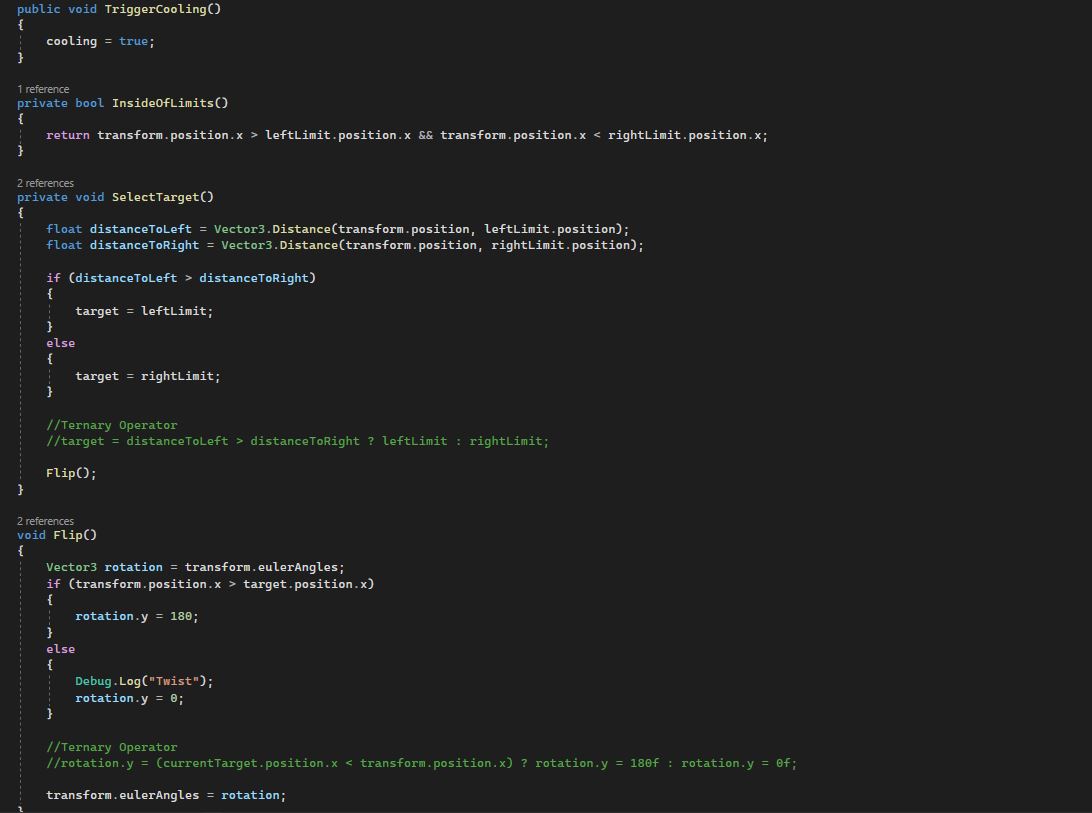 public void TriggerCooling()
{
    cooling = true;
}
1 reference
private bool InsideOfLimits()
{
    return transform.position.x > leftLimit.position.x && transform.position.x < rightLimit.position.x;
}
2 references
private void SelectTarget()
{
    float distanceToLeft = Vector3.Distance(transform.position, leftLimit.position);
    float distanceToRight = Vector3.Distance(transform.position, rightLimit.position);
    if (distanceToLeft > distanceToRight)
    {
        target = leftLimit;
    }
    else
    {
        target = rightLimit;
    }
    //Ternary Operator
    //target = distanceToLeft > distanceToRight ? leftLimit : rightLimit;
    Flip();
}
2 references
void Flip()
{
    Vector3 rotation = transform.eulerAngles;
    if (transform.position.x > target.position.x)
    {
        rotation.y = 180;
    }
    else
    {
        Debug.Log("Twist");
        rotation.y = 0;
    }
    //Ternary Operator
    //rotation.y = (currentTarget.position.x < transform.position.x) ? rotation.y = 180f : rotation.y = 0f;
    transform.eulerAngles = rotation;
}